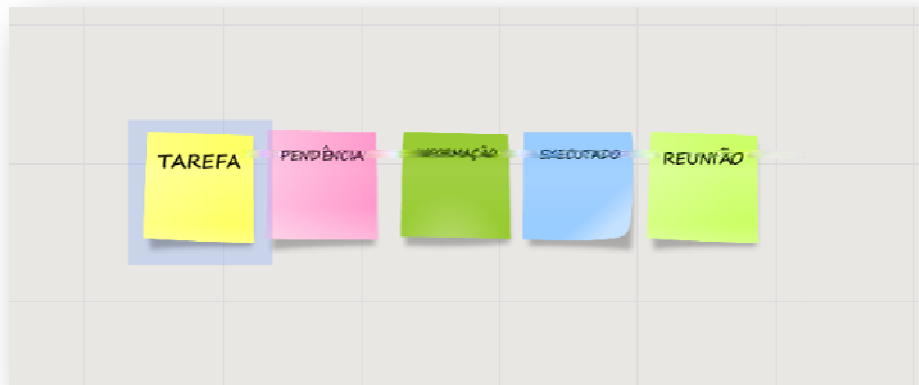 TAREFA
PENDÊNCIA
INFORMAÇÃO
EXECUTADO
REUNIÃO